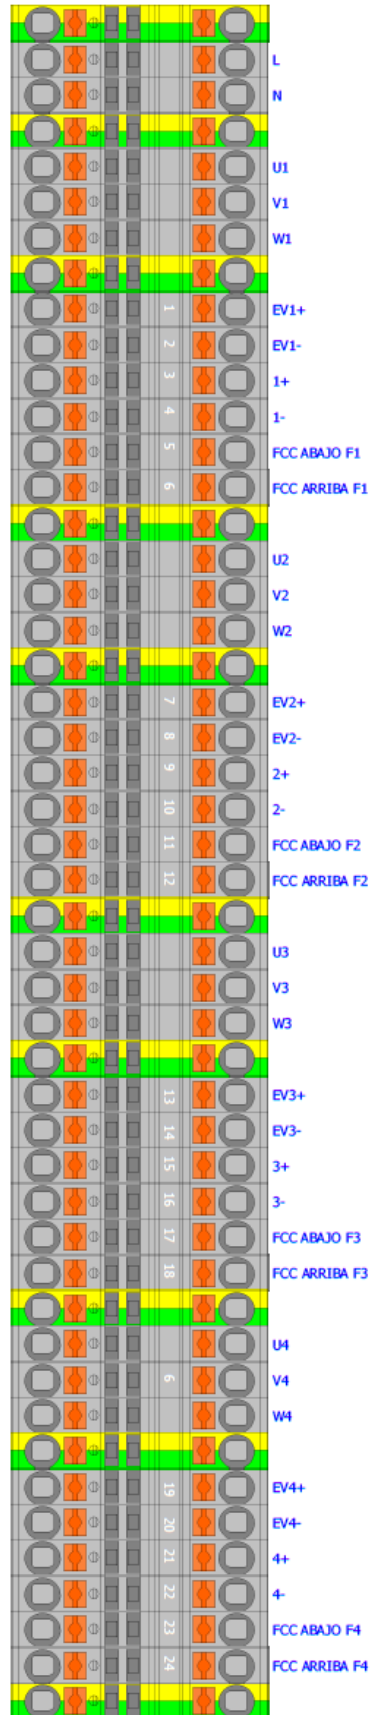 L
N
U1
V1
W1
1 EV1+
2 EV1-
3 1+
4 1-
5 FCC ABAJO F1
6 FCC ARRIBA F1
U2
V2
W2
7 EV2+
8 EV2-
9 2+
10 2-
11 FCC ABAJO F2
12 FCC ARRIBA F2
U3
V3
W3
13 EV3+
14 EV3-
15 3+
16 3-
17 FCC ABAJO F3
18 FCC ARRIBA F3
U4
6 V4
W4
19 EV4+
20 EV4-
21 4+
22 4-
23 FCC ABAJO F4
24 FCC ARRIBA F4